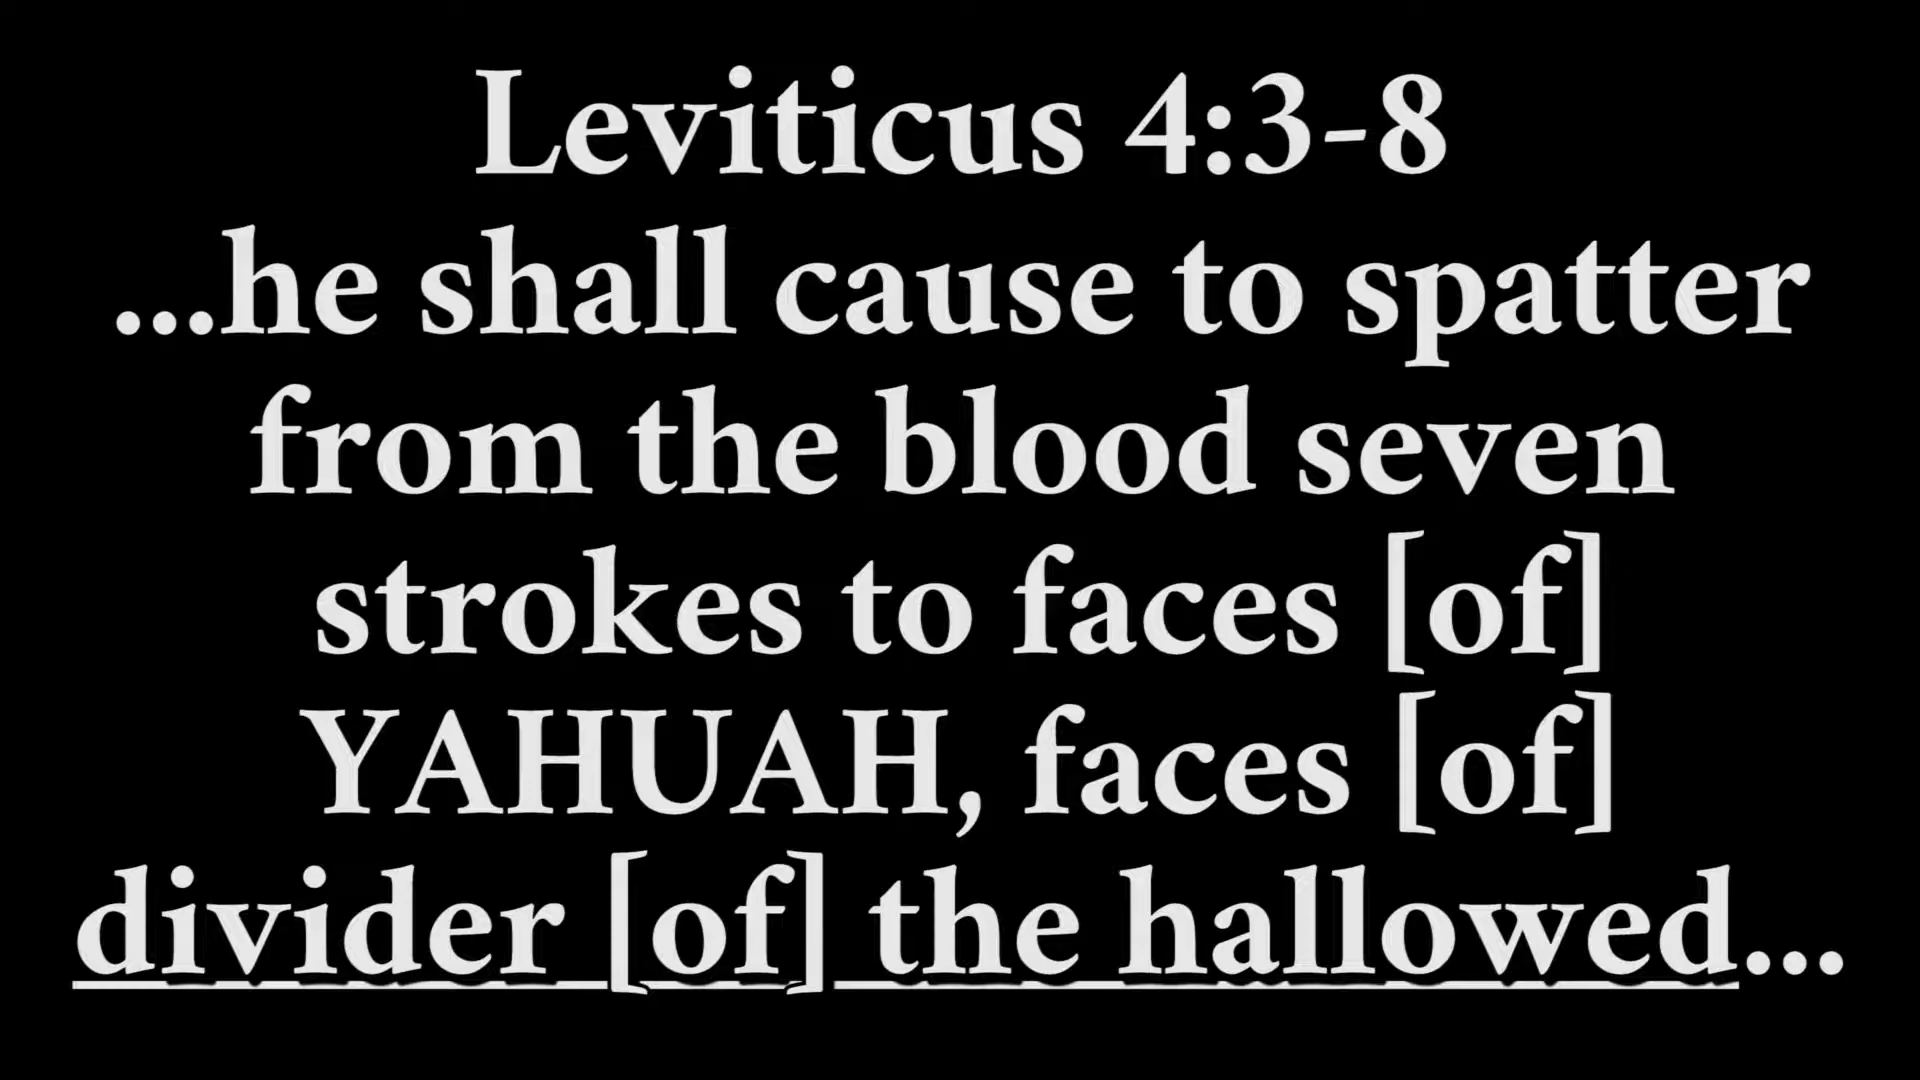 Leviticus 4:3-8
...he shall cause to spatter
from the blood seven
strokes to faces [of]
YAHUAH, faces [of]
divider [of] the hallowed...